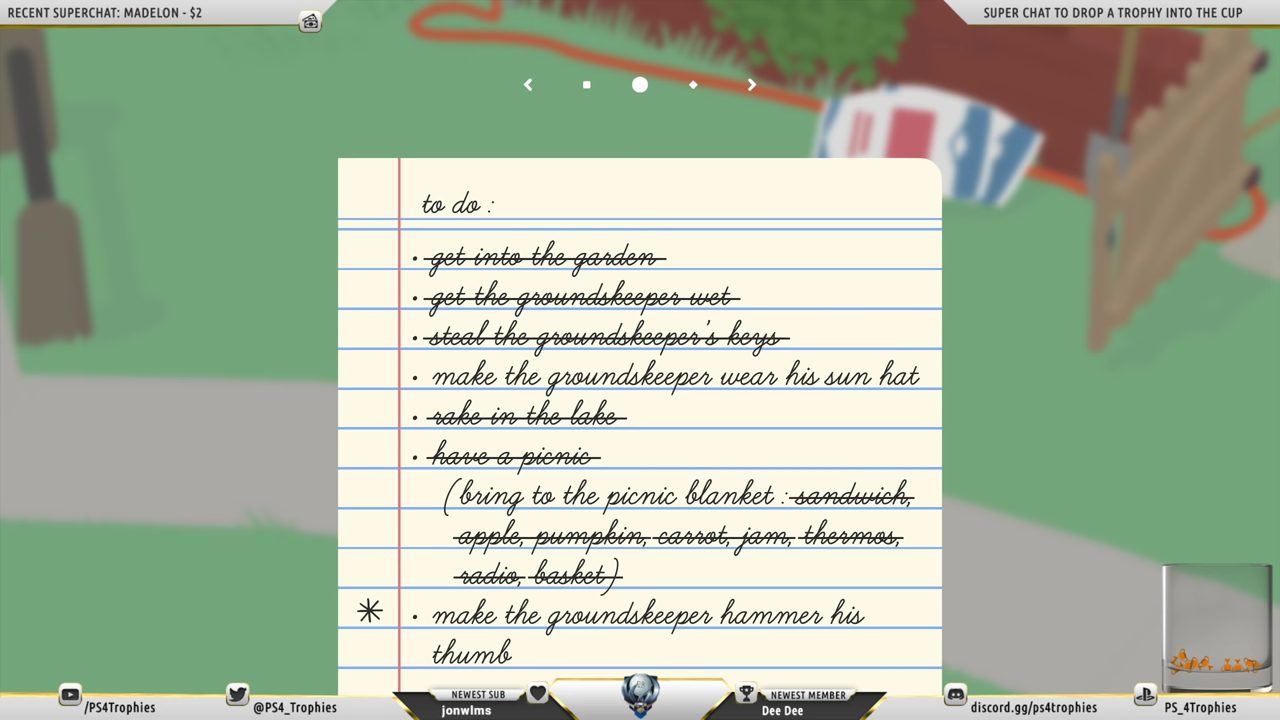 RECENT SUPERCHAT: MADELON - $2
SUPER CHAT TO DROP A TROPHY INTO THE CUP
to do :
• get into the garden
• get the groundskeeper wet
• steal the groundskeeper's keys
• make the groundskeeper wear his sun hat
• rake in the lake
• have a picnic
(bring to the picnic blanket : sandwich,
apple, pumpkin, carrot, jam, thermos,
radio, basket)
• make the groundskeeper hammer his
thumb
/PS4Trophies
@PS4_Trophies
NEWEST SUB
jonwlms
NEWEST MEMBER
Dee Dee
discord.gg/ps4trophies
PS_4Trophies